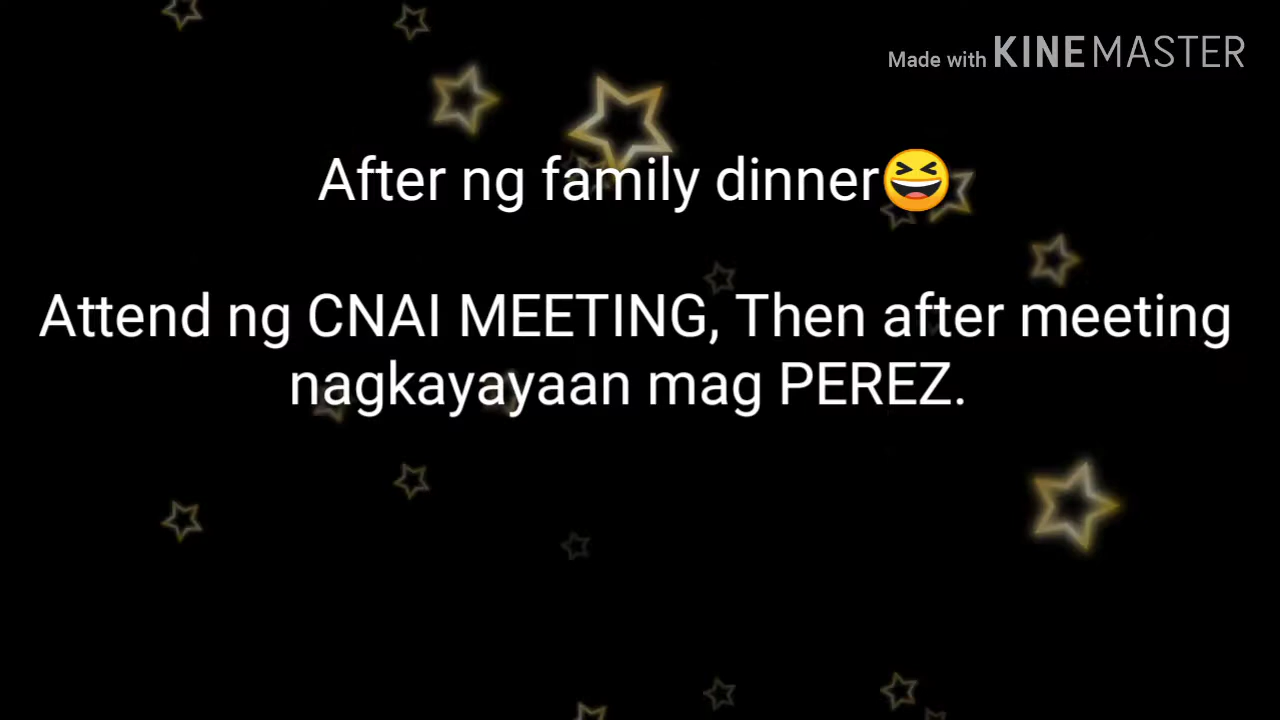 Made with KINEMASTER
After ng family dinner😆
Attend ng CNAI MEETING, Then after meeting
nagkayayaan mag PEREZ.